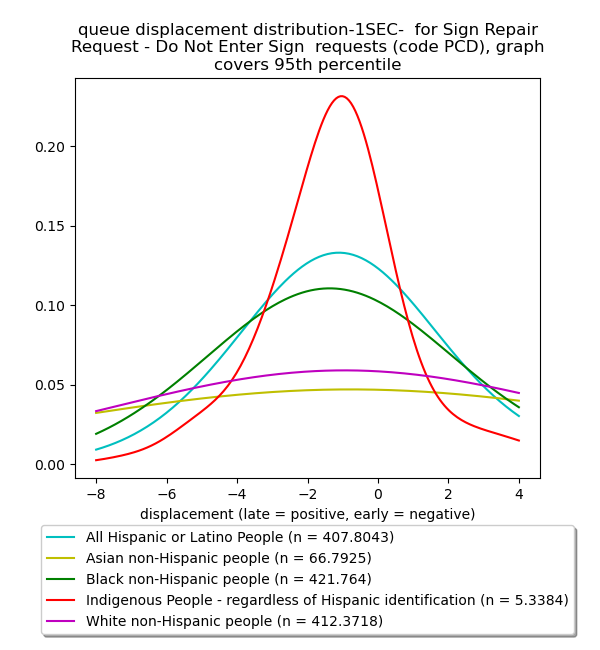 queue displacement distribution-1SEC-  for Sign Repair
Request - Do Not Enter Sign  requests (code PCD), graph
covers 95th percentile
0.20
0.15
0.10
0.05
0.00
−8 −6 −4 −2 0 2 4
displacement (late = positive, early = negative)
All Hispanic or Latino People (n = 407.8043)
Asian non-Hispanic people (n = 66.7925)
Black non-Hispanic people (n = 421.764)
Indigenous People - regardless of Hispanic identification (n = 5.3384)
White non-Hispanic people (n = 412.3718)